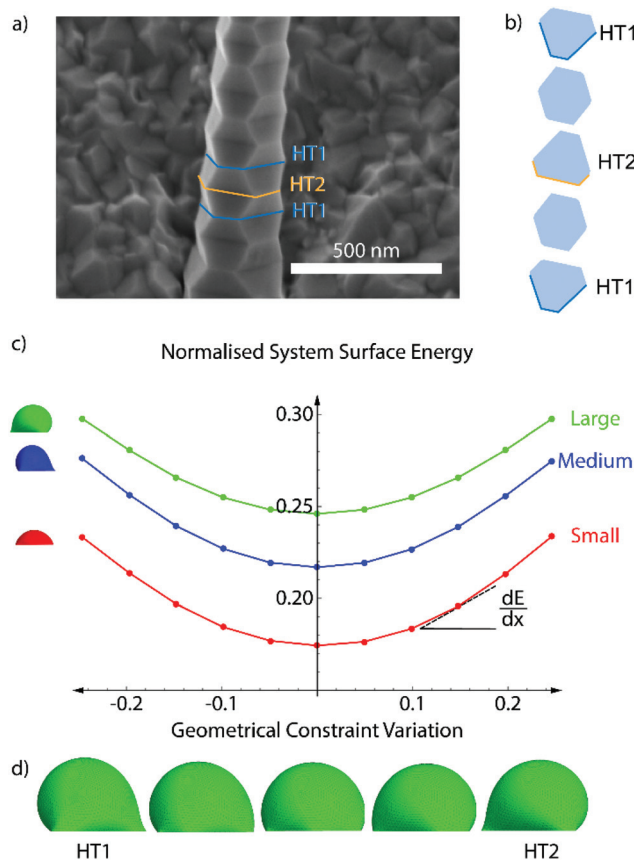 a)
HT1
HT2
HT1
500 nm
b)
HT1
HT2
HT1
c)
Normalised System Surface Energy
0.30
Large
Medium
0.25
Small
0.20
dE
dx
-0.2
-0.1
0.1
0.2
Geometrical Constraint Variation
d)
HT1
HT2